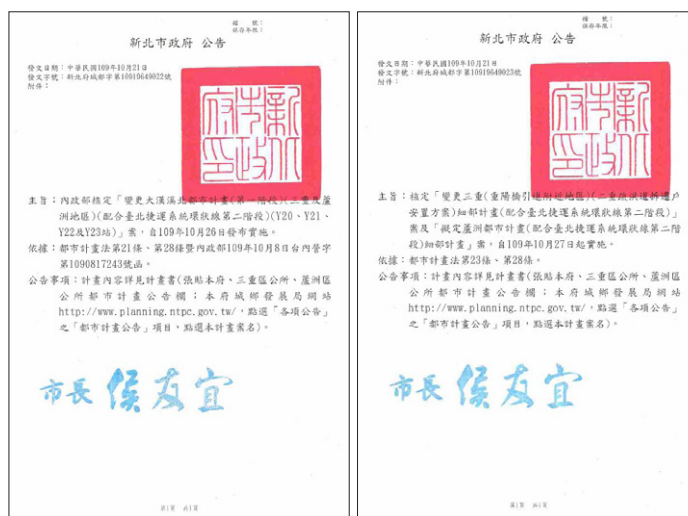 檔　　號：
保存年限：
新北市政府 公告
發文日期：中華民國109年10月21日
發文字號：新北府城都字第10919649022號
附件：
新北市政府印
主旨：內政部核定「變更大漢溪北都市計畫(第一階段)(三重及蘆
洲地區)(配合臺北捷運系統環狀線第二階段)(Y20、Y21、
Y22及Y23站)」案，自109年10月26日發布實施。
依據：都市計畫法第21條、第28條暨內政部109年10月8日台內營字
第1090817243號函。
公告事項：計畫內容詳見計畫書(張貼本府、三重區公所、蘆洲區
公所都市計畫公告欄；本府城鄉發展局網站
http://www.planning.ntpc.gov.tw/，點選「各項公告」
之「都市計畫公告」項目，點選本計畫案名)。
市長 侯友宜
第1頁 共1頁
檔　　號：
保存年限：
新北市政府 公告
發文日期：中華民國109年10月21日
發文字號：新北府城都字第10919649023號
附件：
新北市政府印
主旨：核定「變更三重(重陽橋引道附近地區)(二重疏洪道拆遷戶
安置方案)細部計畫(配合臺北捷運系統環狀線第二階段)」
案及「擬定蘆洲都市計畫(配合臺北捷運系統環狀線第二階
段)細部計畫」案，自109年10月27日起實施。
依據：都市計畫法第23條、第28條。
公告事項：計畫內容詳見計畫書(張貼本府、三重區公所、蘆洲區
公所都市計畫公告欄；本府城鄉發展局網站
http://www.planning.ntpc.gov.tw/，點選「各項公告」
之「都市計畫公告」項目，點選本計畫案名)。
市長 侯友宜
第1頁 共1頁